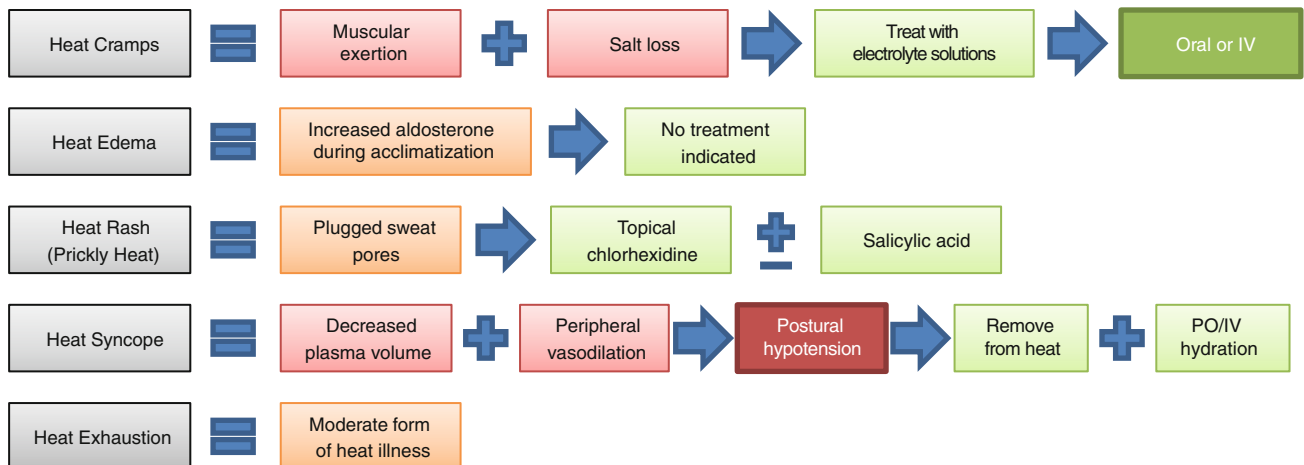 Heat Cramps
Muscular
exertion
Salt loss
Treat with
electrolyte solutions
Oral or IV
Heat Edema
Increased aldosterone
during acclimatization
No treatment
indicated
Heat Rash
(Prickly Heat)
Plugged sweat
pores
Topical
chlorhexidine
Salicylic acid
Heat Syncope
Decreased
plasma volume
Peripheral
vasodilation
Postural
hypotension
Remove
from heat
PO/IV
hydration
Heat Exhaustion
Moderate form
of heat illness